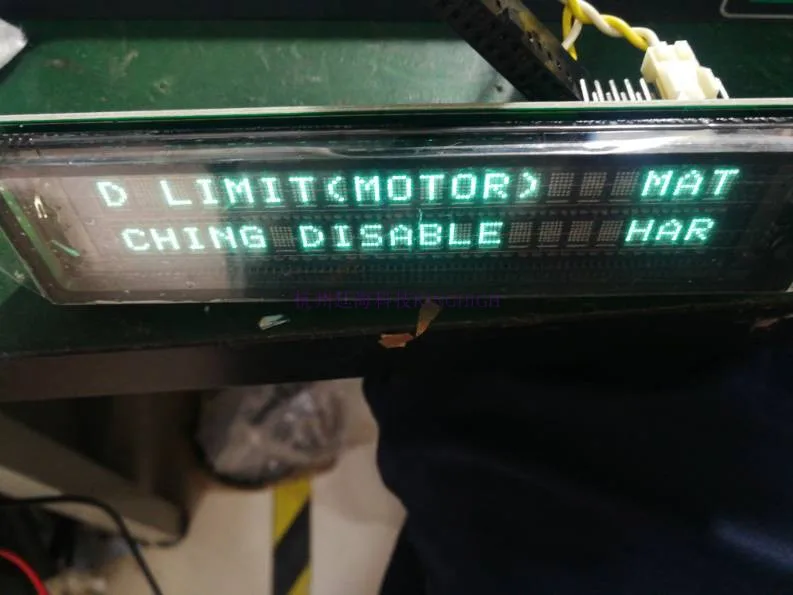 D LIMIT(MOTOR) MAT
CHING DISABLE HAR